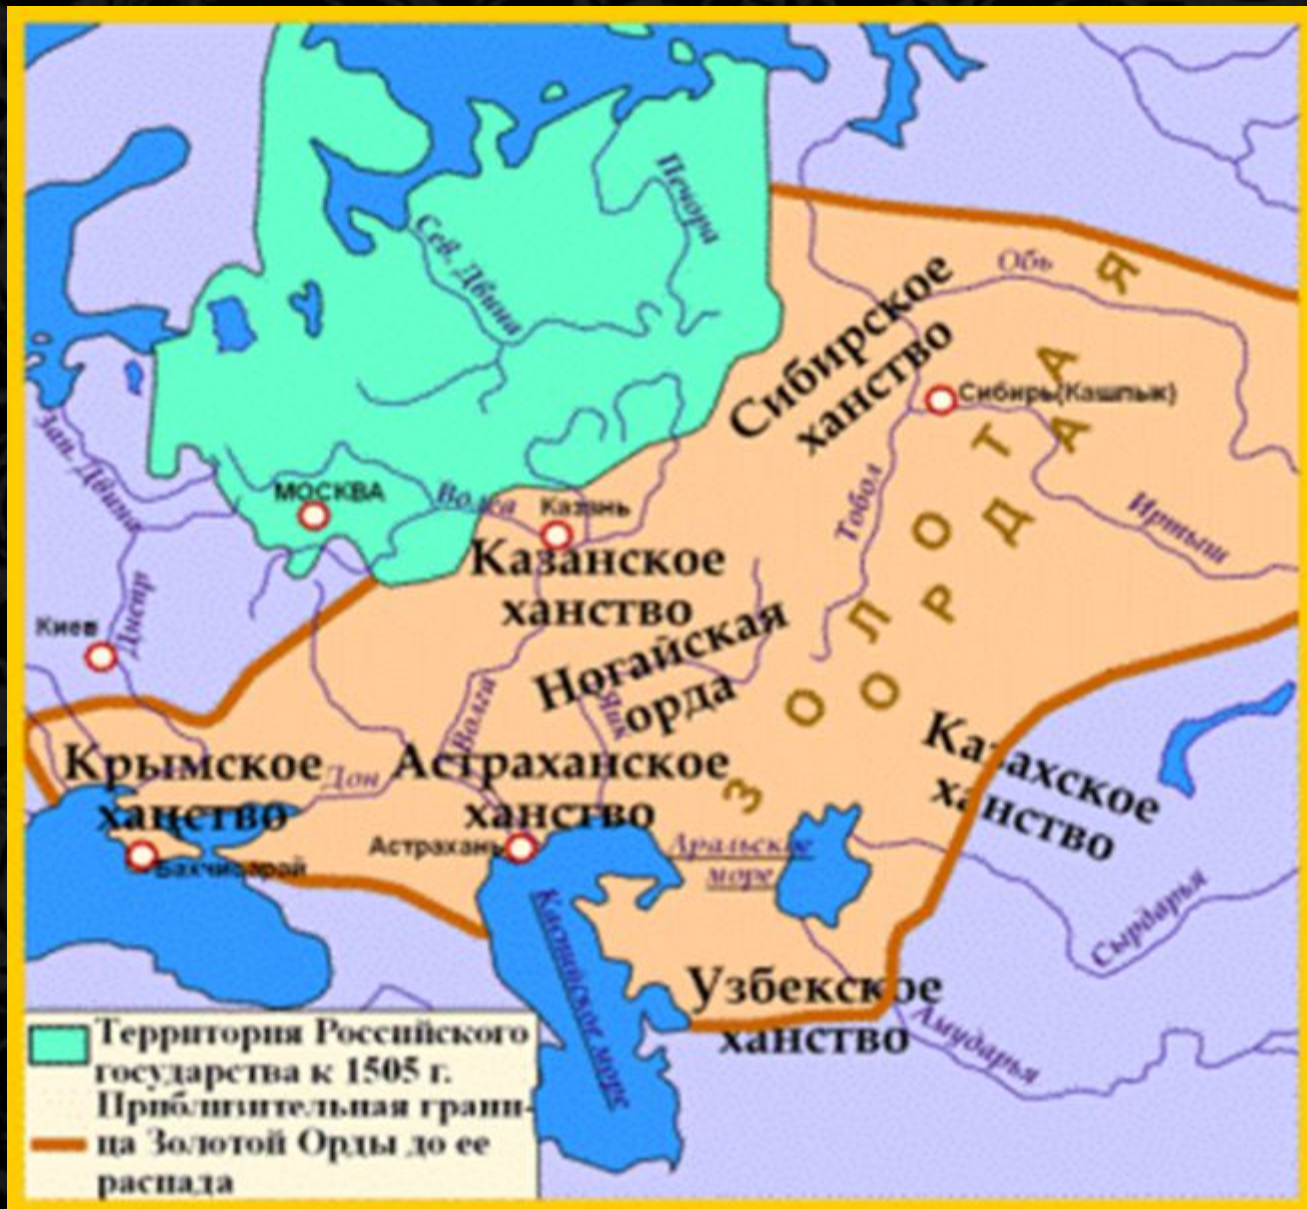 Печора
Сев. Двина
Обь
Сибирское
ханство
Сибирь(Кашлык)
Зап. Двина
МОСКВА
Волга
Казань
Тобол
Иртыш
Казанское
ханство
Киев
Днепр
Ногайская
орда
Яик
ЗОЛОТАЯ
ОРДА
Волга
Крымское
ханство
Дон
Астраханское
ханство
Казахское
ханство
Астрахань
Бахчисарай
Аральское
море
Каспийское море
Сырдарья
Узбекское
ханство
Амударья
Территория Российского
государства к 1505 г.
Приблизительная грани-
ца Золотой Орды до ее
распада